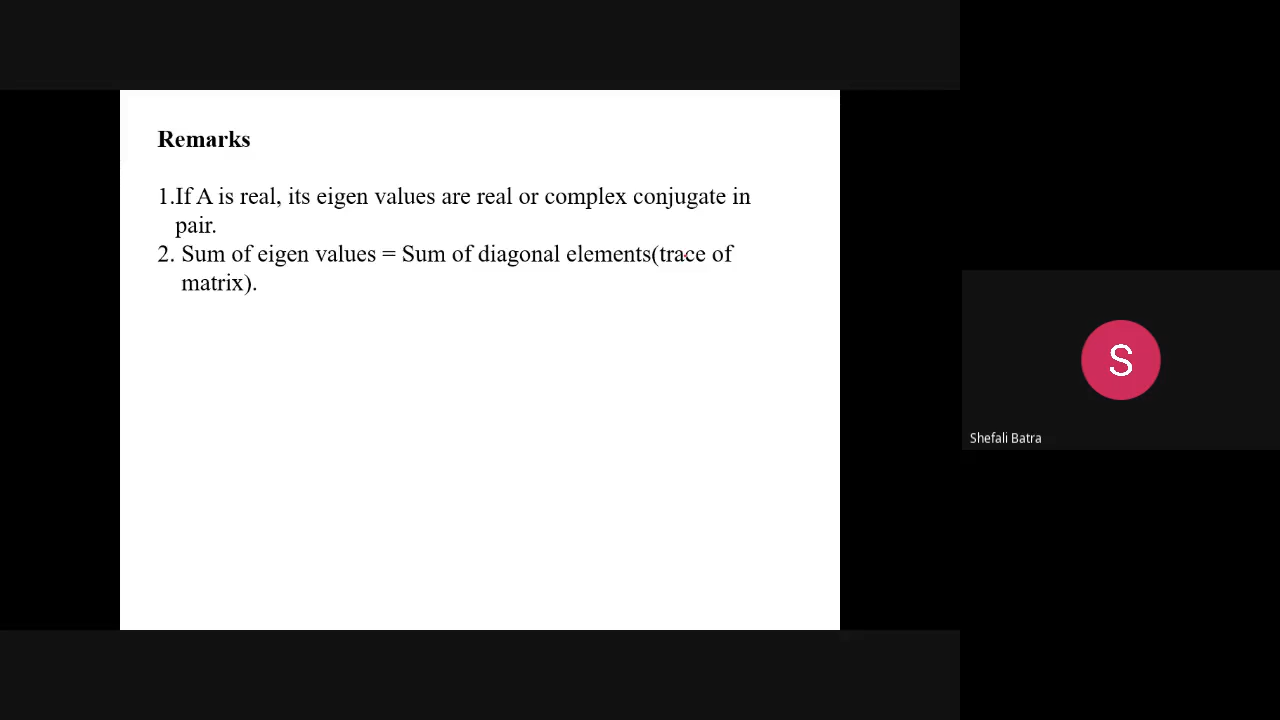 Remarks
1.If A is real, its eigen values are real or complex conjugate in
pair.
2. Sum of eigen values = Sum of diagonal elements(trace of
matrix).
S
Shefali Batra